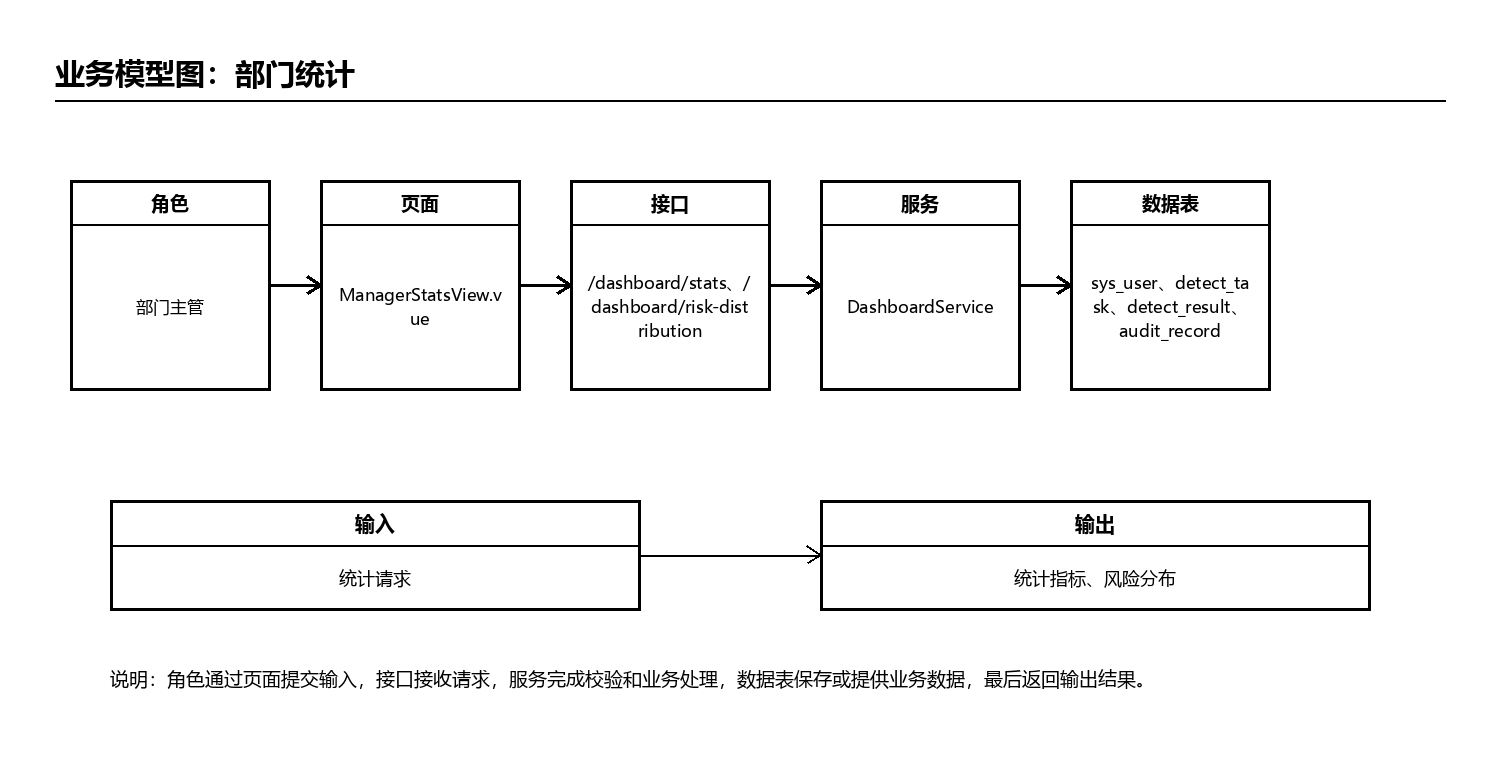 业务模型图：部门统计
角色
部门主管
页面
ManagerStatsView.v
ue
接口
/dashboard/stats、/
dashboard/risk-dist
ribution
服务
DashboardService
数据表
sys_user、detect_ta
sk、detect_result、
audit_record
输入
统计请求
输出
统计指标、风险分布
说明：角色通过页面提交输入，接口接收请求，服务完成校验和业务处理，数据表保存或提供业务数据，最后返回输出结果。